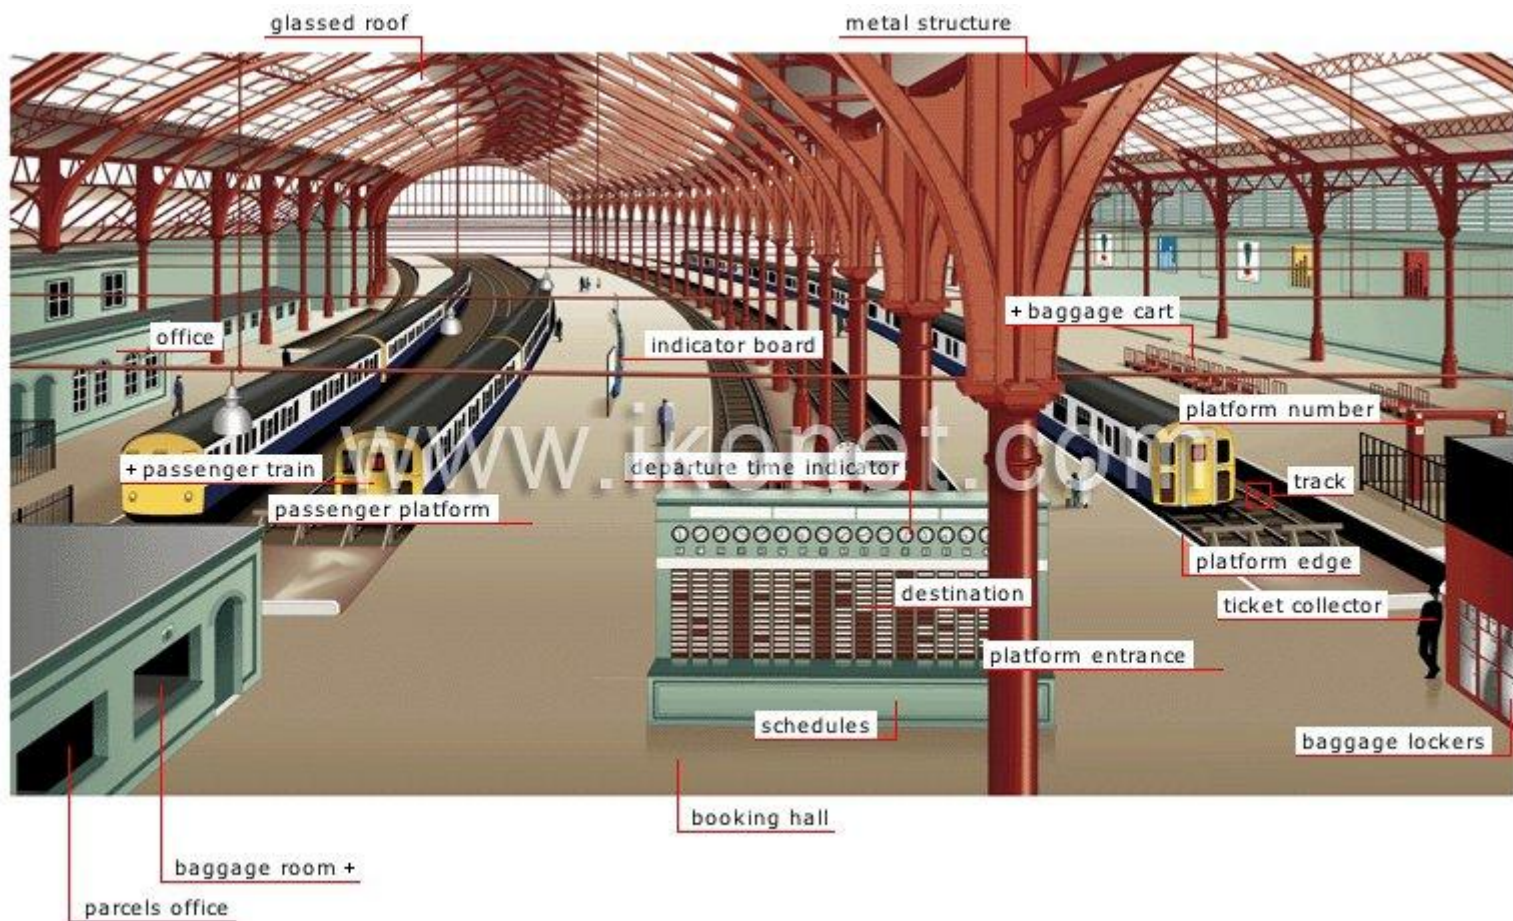 glassed roof
metal structure
+ baggage cart
office
indicator board
platform number
+ passenger train
departure time indicator
track
passenger platform
platform edge
destination
ticket collector
platform entrance
schedules
baggage lockers
booking hall
baggage room +
parcels office
www.ikonet.com